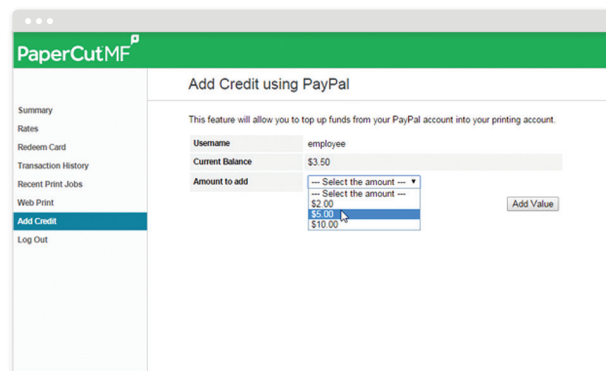 PaperCutMF
Add Credit using PayPal
Summary
Rates
Redeem Card
Transaction History
Recent Print Jobs
Web Print
Add Credit
Log Out
This feature will allow you to top up funds from your PayPal account into your printing account.
Username employee
Current Balance $3.50
Amount to add --- Select the amount ---
--- Select the amount ---
$2.00
$5.00
$10.00
Add Value